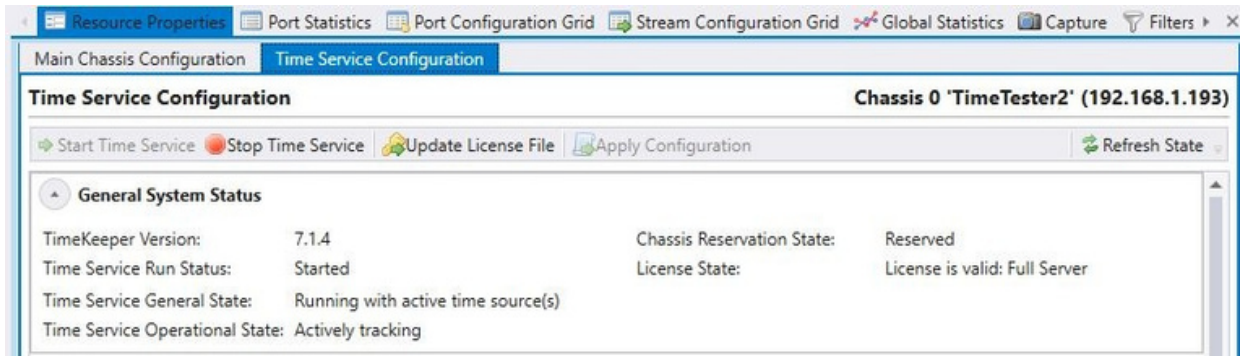 Resource Properties Port Statistics Port Configuration Grid Stream Configuration Grid Global Statistics Capture Filters
Main Chassis Configuration Time Service Configuration
Time Service Configuration Chassis 0 'TimeTester2' (192.168.1.193)
Start Time Service Stop Time Service Update License File Apply Configuration Refresh State
General System Status
TimeKeeper Version: 7.1.4 Chassis Reservation State: Reserved
Time Service Run Status: Started License State: License is valid: Full Server
Time Service General State: Running with active time source(s)
Time Service Operational State: Actively tracking